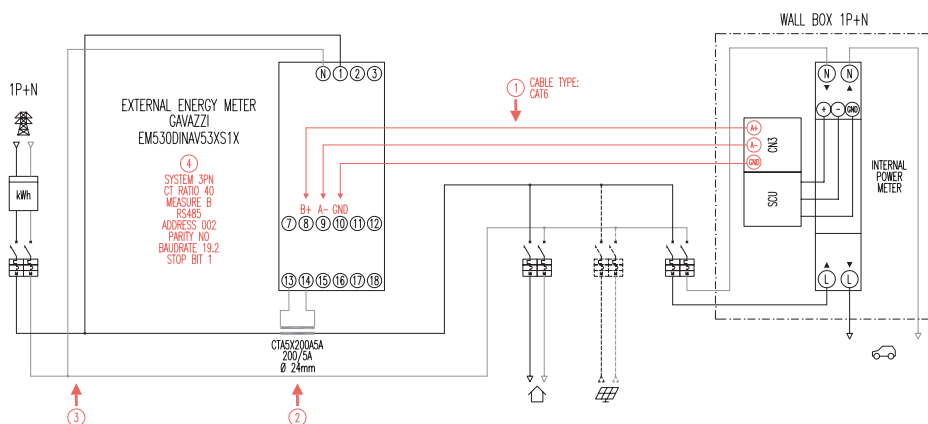 WALL BOX 1P+N
1P+N
kWh
EXTERNAL ENERGY METER
GAVAZZI
EM530DINAV53XS1X
4
SYSTEM 3PN
CT RATIO 40
MEASURE B
RS485
ADDRESS 002
PARITY NO
BAUDRATE 19.2
STOP BIT 1
N 1 2 3
B+ A- GND
7 8 9 10 11 12
13 14 15 16 17 18
CTA5X200A5A
200/5A
Ø 24mm
3
2
1
CABLE TYPE:
CAT6
A+
A-
GND
CN3
SCU
N N
+ - GND
INTERNAL
POWER
METER
L L